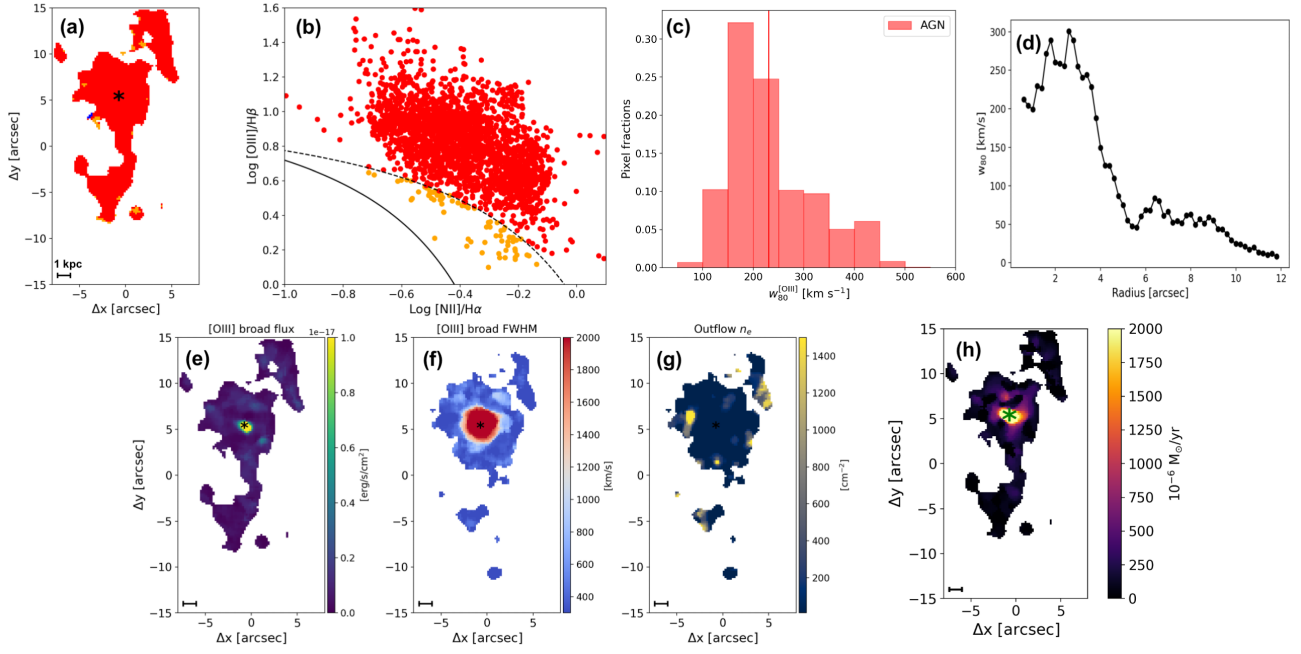 (a)
15
10
5
0
−5
−10
−15
1 kpc
−5 0 5
Δx [arcsec]
Δy [arcsec]
(b)
1.6
1.4
1.2
1.0
0.8
0.6
0.4
0.2
0.0
−1.0 −0.8 −0.6 −0.4 −0.2 0.0
Log [NII]/Hα
Log [OIII]/Hβ
(c)
AGN
0.30
0.25
0.20
0.15
0.10
0.05
0.00
100 200 300 400 500 600
w80[OIII] [km s−1]
Pixel fractions
(d)
300
250
200
150
100
50
0
2 4 6 8 10 12
Radius [arcsec]
w80 [km/s]
[OIII] broad flux
1e−17
(e)
15
10
5
0
−5
−10
−15
−5 0 5
Δx [arcsec]
Δy [arcsec]
1.0
0.8
0.6
0.4
0.2
0.0
[erg/s/cm2]
[OIII] broad FWHM
(f)
15
10
5
0
−5
−10
−15
−5 0 5
Δx [arcsec]
2000
1800
1600
1400
1200
1000
800
600
400
[km/s]
Outflow ne
(g)
15
10
5
0
−5
−10
−15
−5 0 5
Δx [arcsec]
1400
1200
1000
800
600
400
200
[cm−2]
(h)
15
10
5
0
−5
−10
−15
−5 0 5
Δx [arcsec]
Δy [arcsec]
2000
1750
1500
1250
1000
750
500
250
0
10−6 M⊙/yr